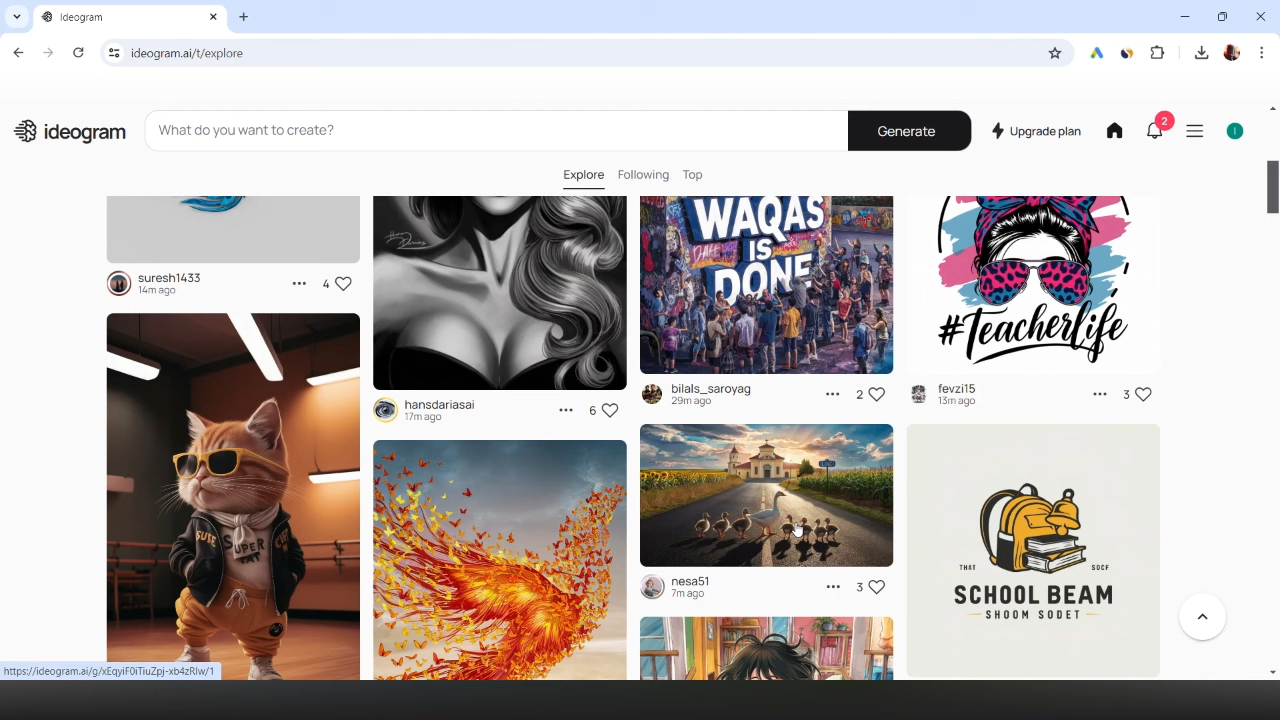 Ideogram
ideogram.ai/t/explore
ideogram
What do you want to create?
Generate
Upgrade plan
2
I
Explore
Following
Top
suresh1433
14m ago
4
SUPER
hansdariasai
17m ago
6
WAQAS
IS
DONE
bilals_saroyag
29m ago
2
nesa51
7m ago
3
#TeacherLife
fevzi15
13m ago
3
THAT
SOCF
SCHOOL BEAM
SHOOM SODET
https://ideogram.ai/g/xEqyiF0iTiuZpj-xb4zRIw/1